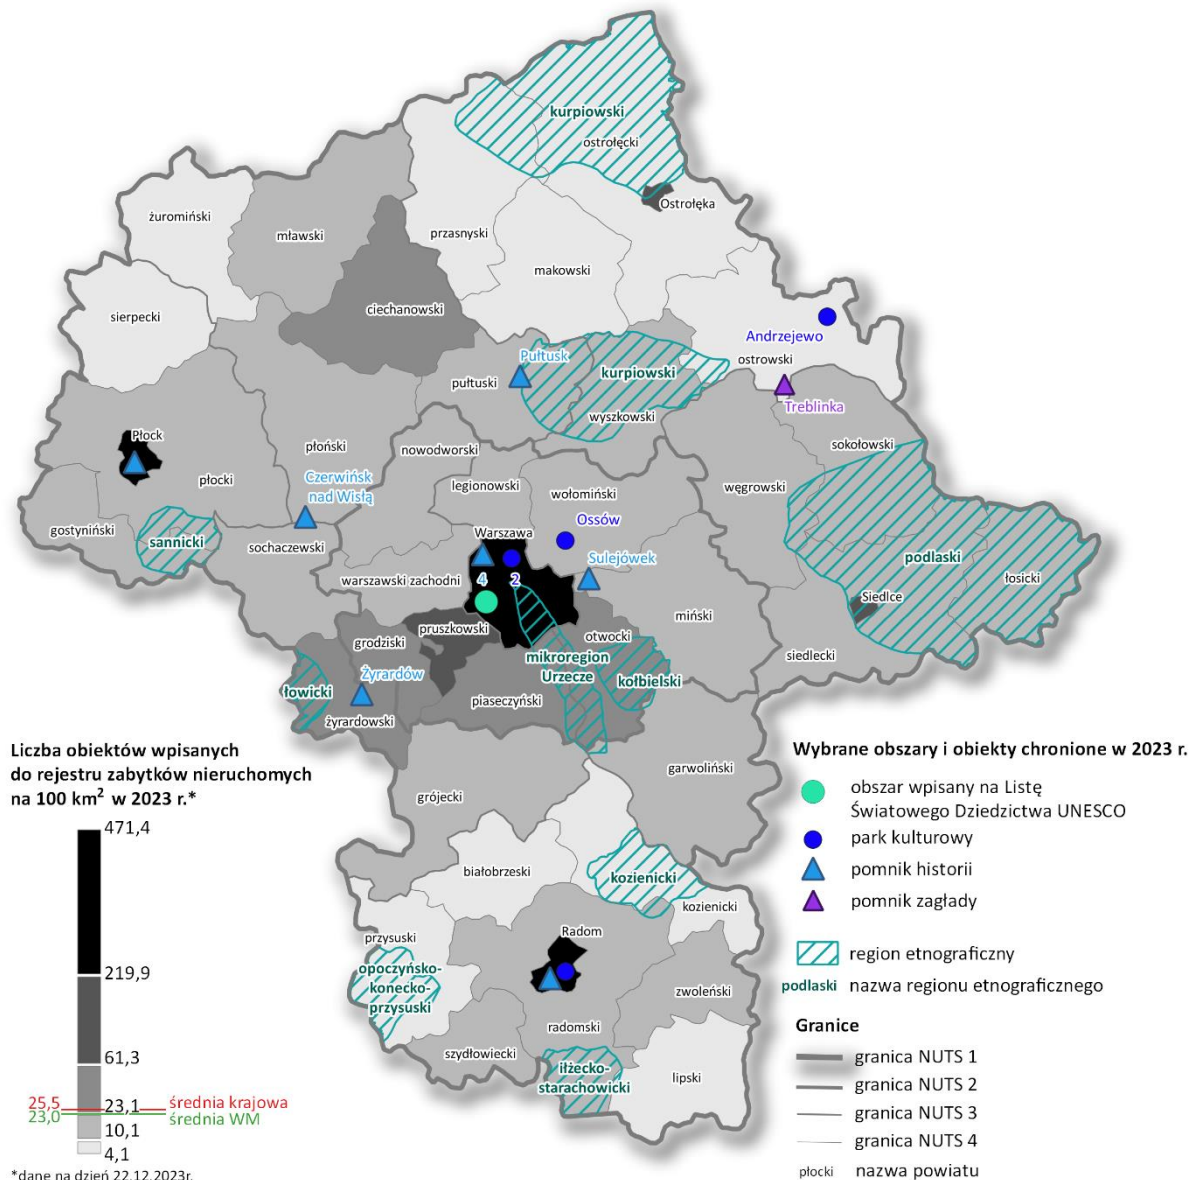 kurpiowski
ostrołęcki
Ostrołęka
żuromiński
mławski
przasnyski
makowski
sierpecki
ciechanowski
Andrzejewo
ostrowski
Pułtusk
pułtuski
kurpiowski
wyszkowski
Treblinka
Płock
płocki
płoński
nowodworski
sokołowski
Czerwińsk
nad Wisłą
legionowski
wołomiński
węgrowski
gostyniński
sannicki
sochaczewski
Warszawa
Ossów
4
2
Sulejówek
podlaski
łosicki
warszawski zachodni
Siedlce
miński
pruszkowski
grodziski
otwocki
siedlecki
mikroregion
Urzecze
kołbielski
Żyrardów
łowicki
żyrardowski
piaseczyński
garwoliński
grójecki
białobrzeski
kozienicki
kozienicki
przysuski
Radom
opoczyńsko-
konecko-
przysuski
zwoleński
radomski
szydłowiecki
iłżecko-
starachowicki
lipski
Liczba obiektów wpisanych
do rejestru zabytków nieruchomych
na 100 km² w 2023 r.*
471,4
219,9
61,3
25,5
23,1
średnia krajowa
23,0
średnia WM
10,1
4,1
*dane na dzień 22.12.2023r.
Wybrane obszary i obiekty chronione w 2023 r.
obszar wpisany na Listę
Światowego Dziedzictwa UNESCO
park kulturowy
pomnik historii
pomnik zagłady
region etnograficzny
podlaski nazwa regionu etnograficznego
Granice
granica NUTS 1
granica NUTS 2
granica NUTS 3
granica NUTS 4
płocki nazwa powiatu